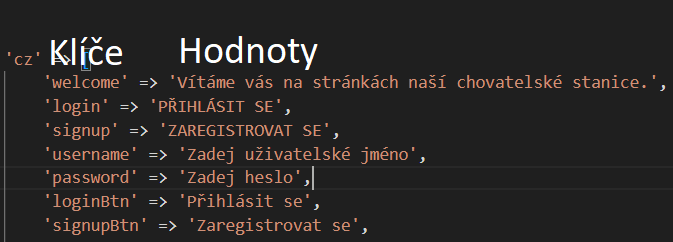 Klíče Hodnoty
'cz' => [
'welcome' => 'Vítáme vás na stránkách naší chovatelské stanice.',
'login' => 'PŘIHLÁSIT SE',
'signup' => 'ZAREGISTROVAT SE',
'username' => 'Zadej uživatelské jméno',
'password' => 'Zadej heslo',
'loginBtn' => 'Přihlásit se',
'signupBtn' => 'Zaregistrovat se',